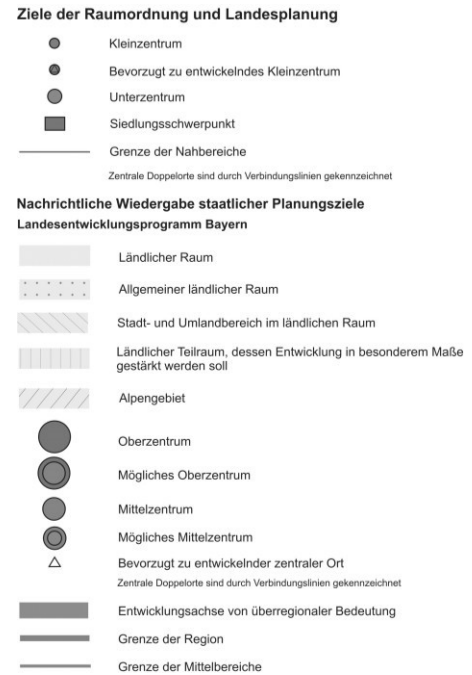 Ziele der Raumordnung und Landesplanung
Kleinzentrum
Bevorzugt zu entwickelndes Kleinzentrum
Unterzentrum
Siedlungsschwerpunkt
Grenze der Nahbereiche
Zentrale Doppelorte sind durch Verbindungslinien gekennzeichnet
Nachrichtliche Wiedergabe staatlicher Planungsziele
Landesentwicklungsprogramm Bayern
Ländlicher Raum
Allgemeiner ländlicher Raum
Stadt- und Umlandbereich im ländlichen Raum
Ländlicher Teilraum, dessen Entwicklung in besonderem Maße
gestärkt werden soll
Alpengebiet
Oberzentrum
Mögliches Oberzentrum
Mittelzentrum
Mögliches Mittelzentrum
Bevorzugt zu entwickelnder zentraler Ort
Zentrale Doppelorte sind durch Verbindungslinien gekennzeichnet
Entwicklungsachse von überregionaler Bedeutung
Grenze der Region
Grenze der Mittelbereiche